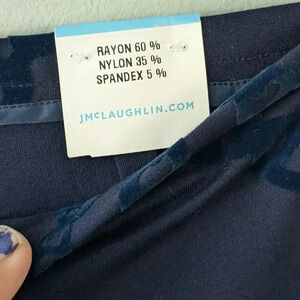 RAYON 60 %
NYLON 35 %
SPANDEX 5 %
JMCLAUGHLIN.COM